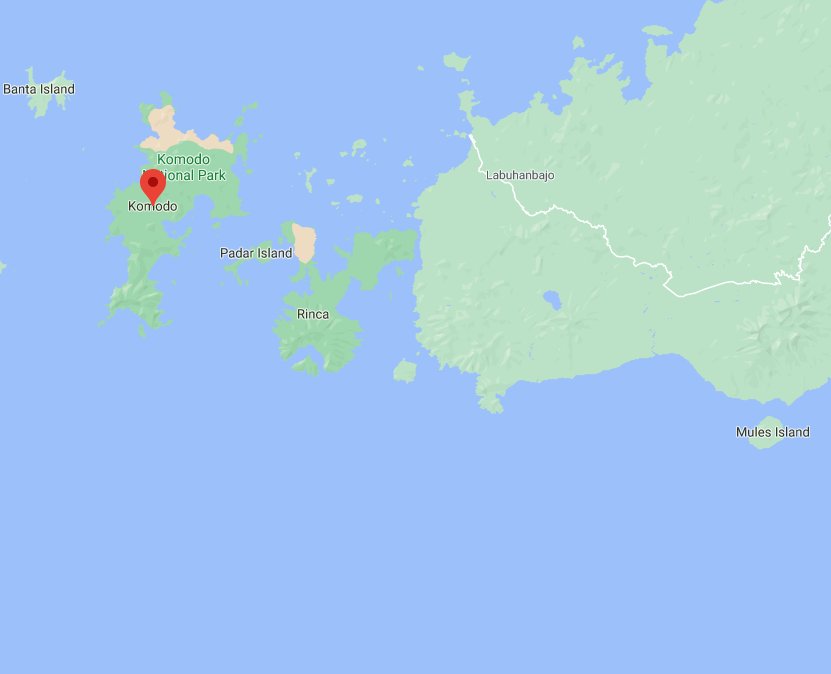 Banta Island
Komodo
National Park
Komodo
Labuhanbajo
Padar Island
Rinca
Mules Island